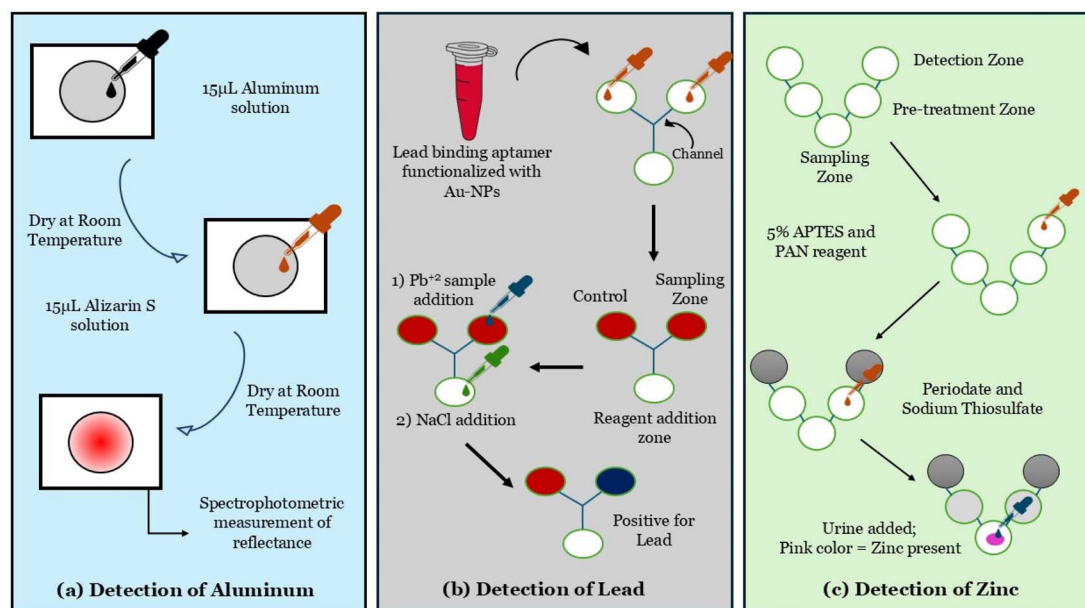 15μL Aluminum
solution
Dry at Room
Temperature
15μL Alizarin S
solution
Dry at Room
Temperature
Spectrophotometric
measurement of
reflectance
(a) Detection of Aluminum
Lead binding aptamer
functionalized with
Au-NPs
Channel
1) Pb⁺² sample
addition
Control
Sampling
Zone
2) NaCl addition
Reagent addition
zone
Positive for
Lead
(b) Detection of Lead
Detection Zone
Pre-treatment Zone
Sampling
Zone
5% APTES and
PAN reagent
Periodate and
Sodium Thiosulfate
Urine added;
Pink color = Zinc present
(c) Detection of Zinc